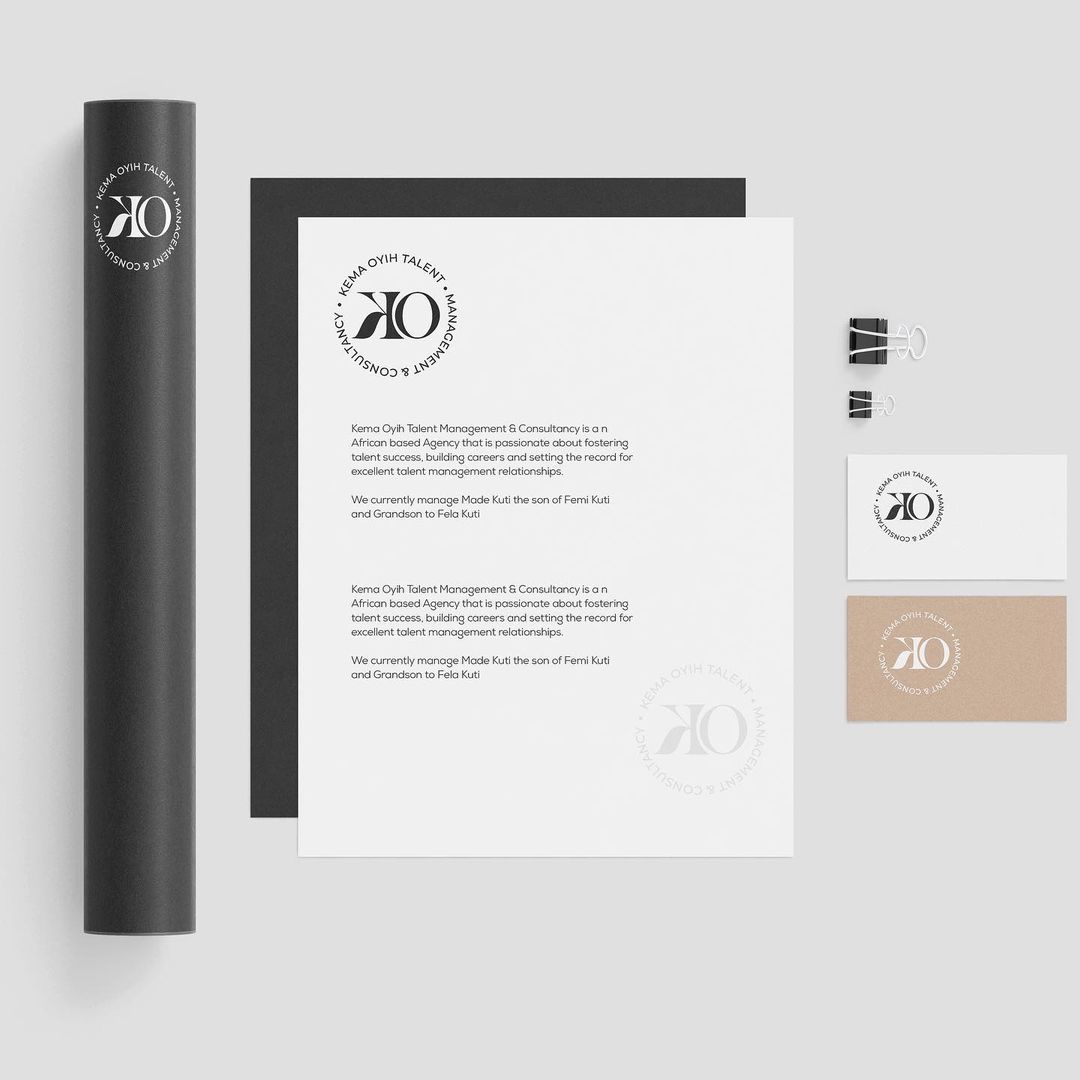 KEMA OYIH TALENT • MANAGEMENT & CONSULTANCY •
KO
KEMA OYIH TALENT • MANAGEMENT & CONSULTANCY •
KO
Kema Oyih Talent Management & Consultancy is a n
African based Agency that is passionate about fostering
talent success, building careers and setting the record for
excellent talent management relationships.
We currently manage Made Kuti the son of Femi Kuti
and Grandson to Fela Kuti
Kema Oyih Talent Management & Consultancy is a n
African based Agency that is passionate about fostering
talent success, building careers and setting the record for
excellent talent management relationships.
We currently manage Made Kuti the son of Femi Kuti
and Grandson to Fela Kuti
KEMA OYIH TALENT • MANAGEMENT & CONSULTANCY •
KO
KEMA OYIH TALENT • MANAGEMENT & CONSULTANCY •
KO
KEMA OYIH TALENT • MANAGEMENT & CONSULTANCY •
KO